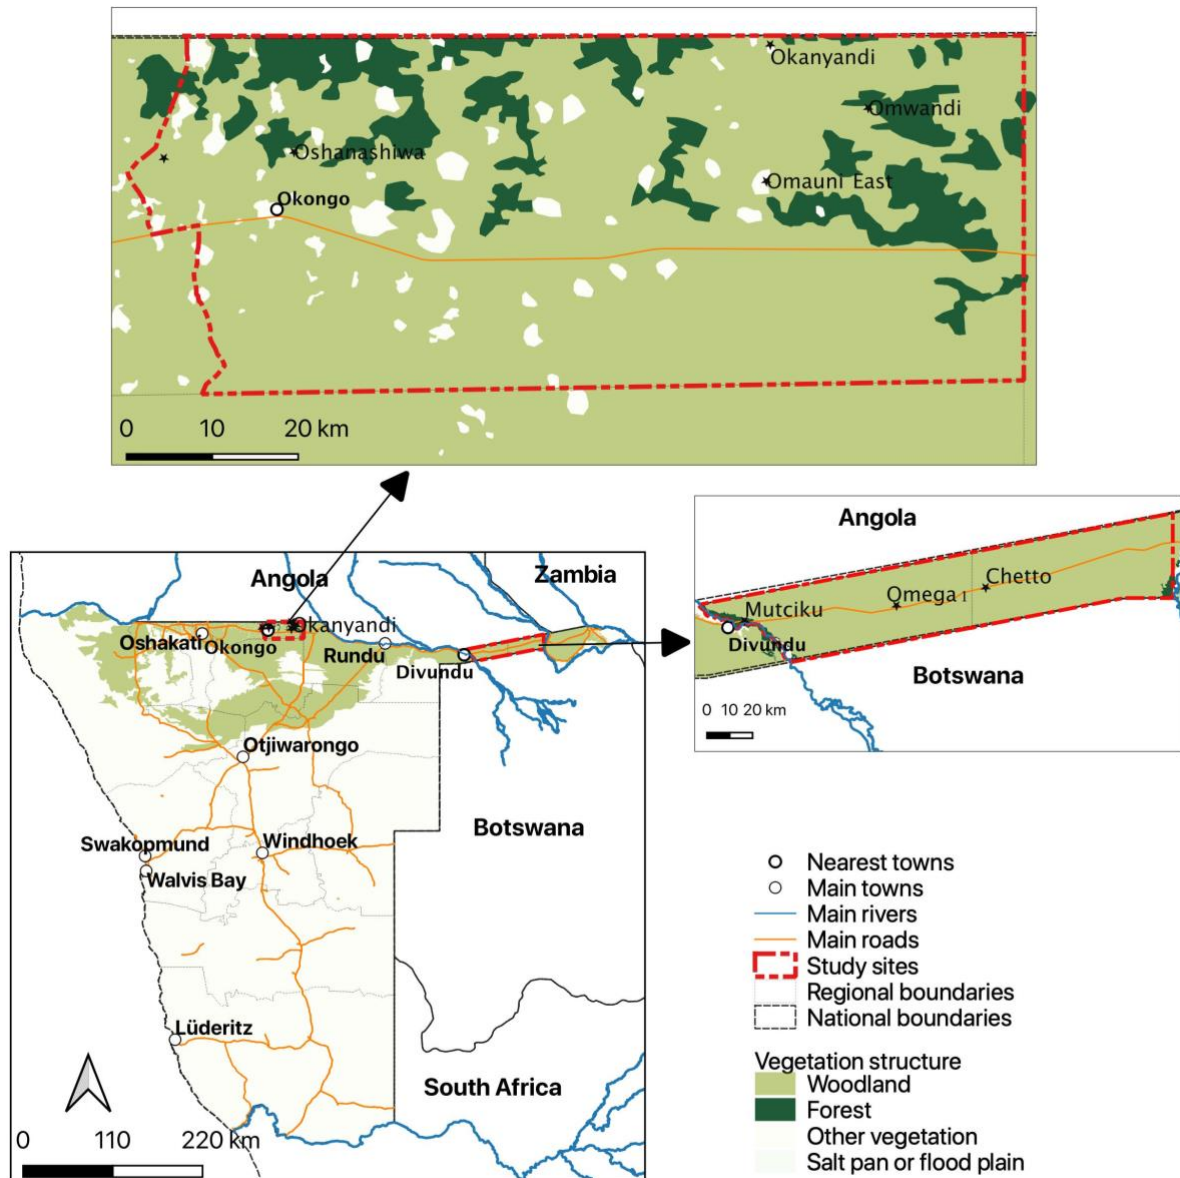 Okanyandi
Omwandi
Oshanashiwa
Omauni East
Okongo
0 10 20 km
Angola
Chetto
Omega I
Mutciku
Divundu
Botswana
0 10 20 km
Angola
Zambia
Okanyandi
Oshakati
Okongo
Rundu
Divundu
Otjiwarongo
Botswana
Swakopmund
Windhoek
Walvis Bay
Lüderitz
South Africa
0 110 220 km
Nearest towns
Main towns
Main rivers
Main roads
Study sites
Regional boundaries
National boundaries
Vegetation structure
Woodland
Forest
Other vegetation
Salt pan or flood plain